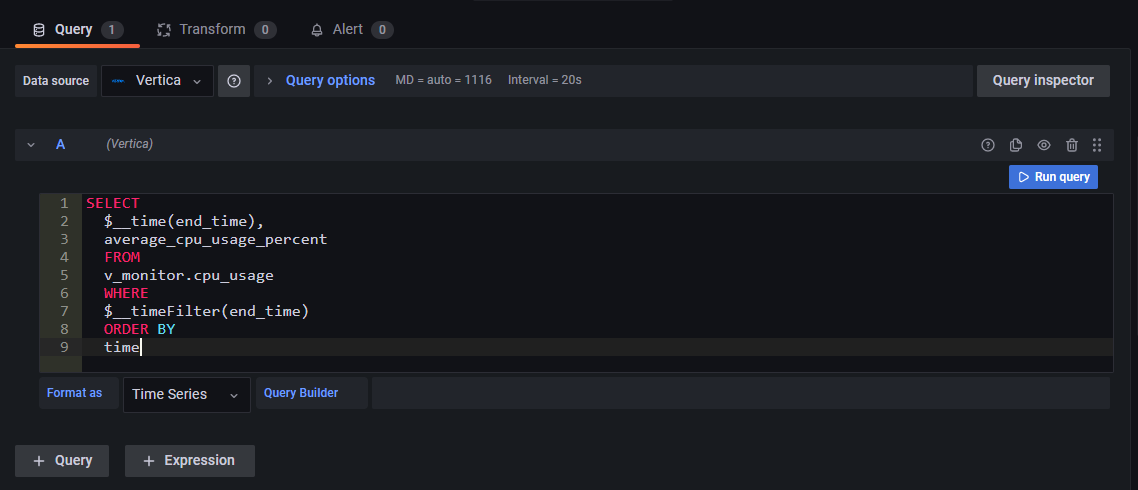 Query 1 Transform 0 Alert 0
Data source Vertica Query options MD = auto = 1116 Interval = 20s Query inspector
A (Vertica)
Run query
1 SELECT
2 $__time(end_time),
3 average_cpu_usage_percent
4 FROM
5 v_monitor.cpu_usage
6 WHERE
7 $__timeFilter(end_time)
8 ORDER BY
9 time
Format as Time Series Query Builder
+ Query + Expression